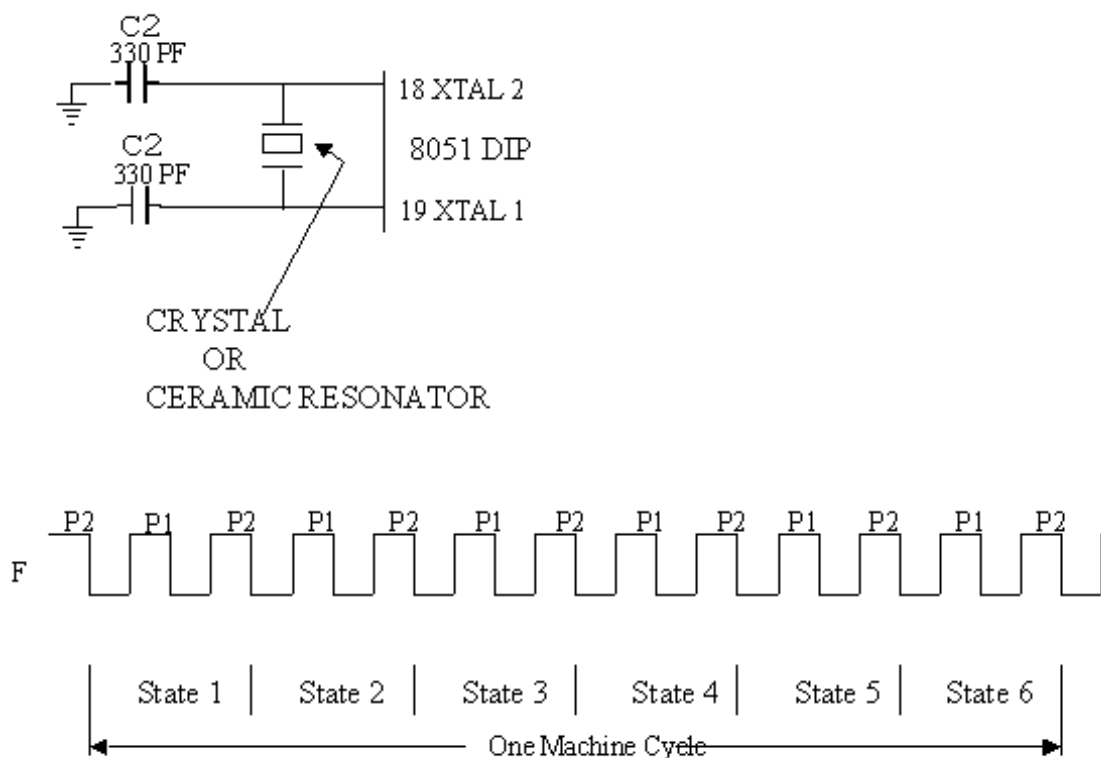 C2
330 PF
18 XTAL 2
C2
330 PF
8051 DIP
19 XTAL 1
CRYSTAL
OR
CERAMIC RESONATOR
P2 P1 P2 P1 P2 P1 P2 P1 P2 P1 P2 P1 P2
F
State 1 State 2 State 3 State 4 State 5 State 6
One Machine Cycle